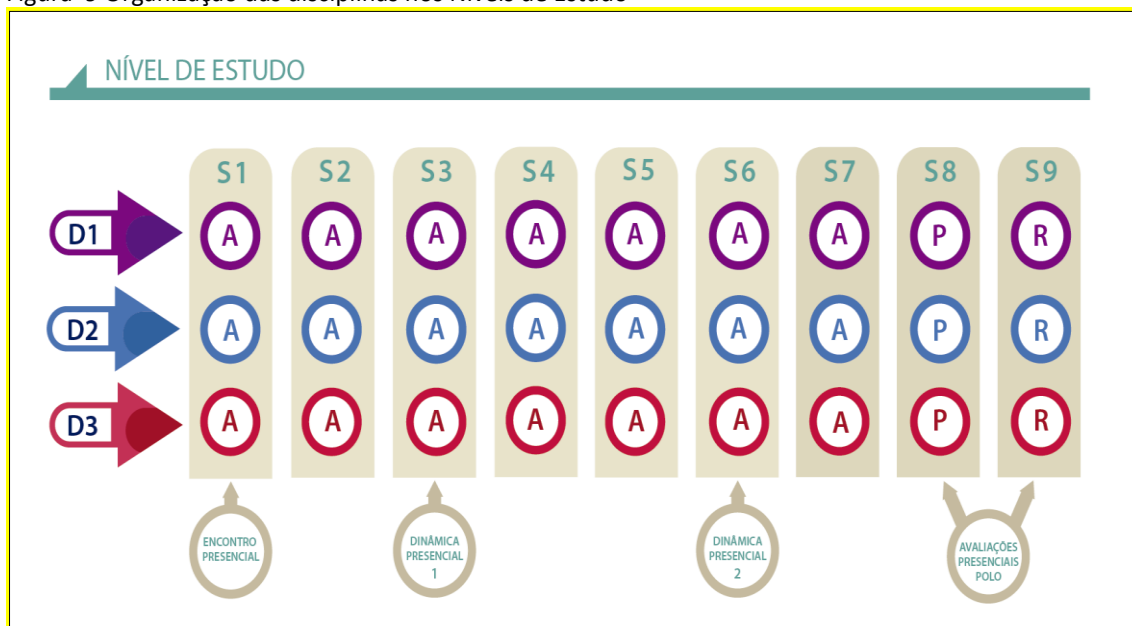 NÍVEL DE ESTUDO
S1 S2 S3 S4 S5 S6 S7 S8 S9
D1 A A A A A A A P R
D2 A A A A A A A P R
D3 A A A A A A A P R
ENCONTRO
PRESENCIAL
DINÂMICA
PRESENCIAL
1
DINÂMICA
PRESENCIAL
2
AVALIAÇÕES
PRESENCIAIS
POLO